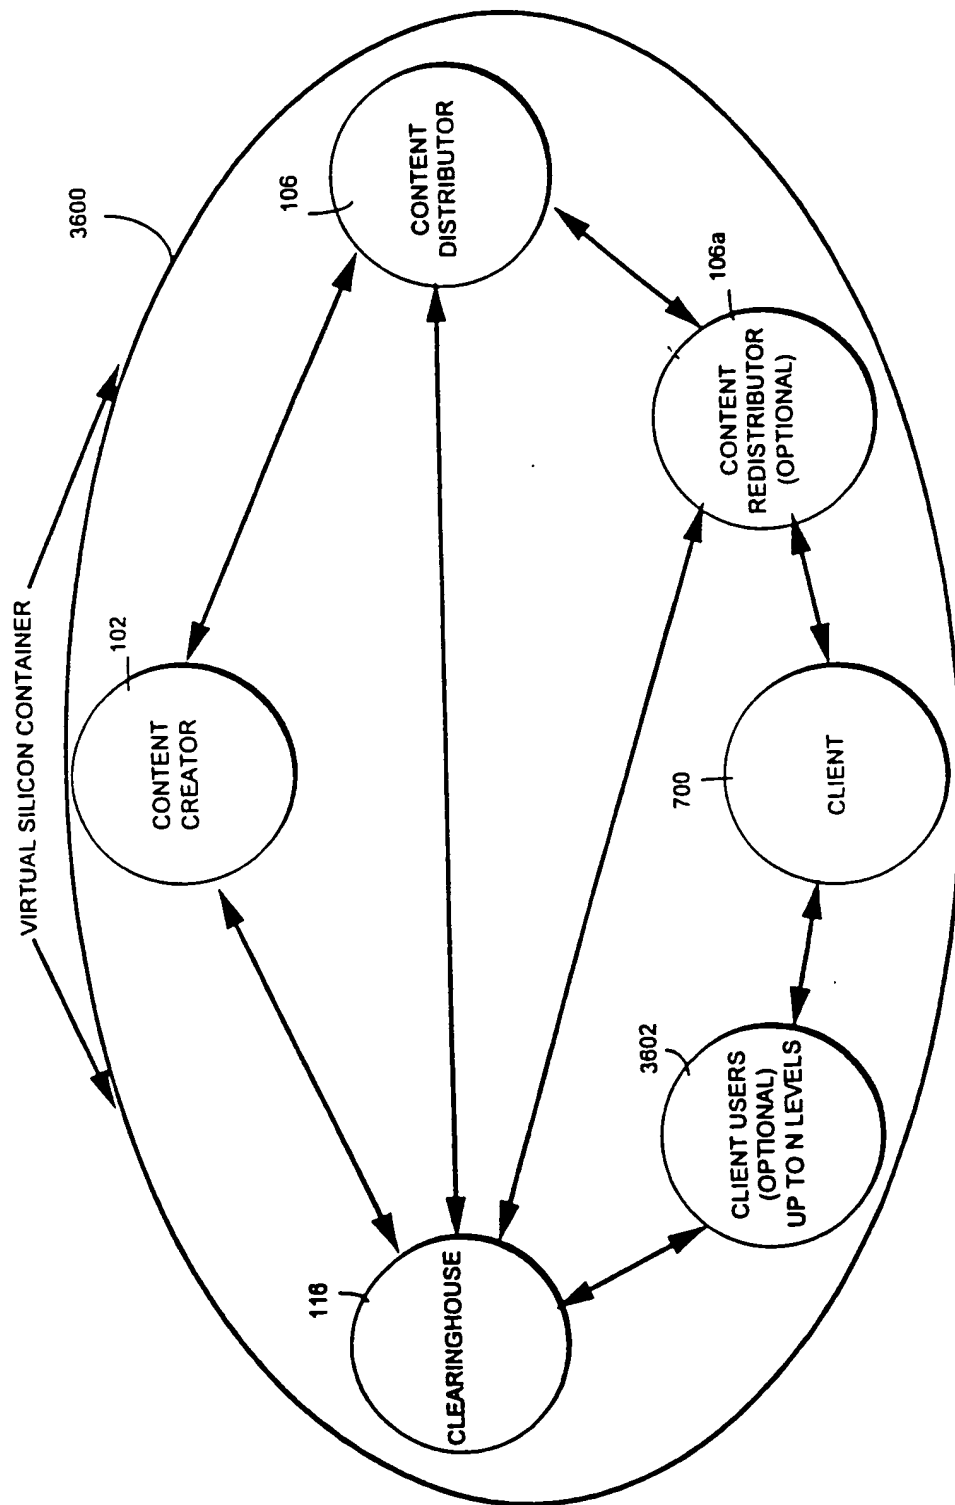 VIRTUAL SILICON CONTAINER
3600
102
CONTENT
CREATOR
106
CONTENT
DISTRIBUTOR
116
CLEARINGHOUSE
106a
CONTENT
REDISTRIBUTOR
(OPTIONAL)
3602
CLIENT USERS
(OPTIONAL)
UP TO N LEVELS
700
CLIENT